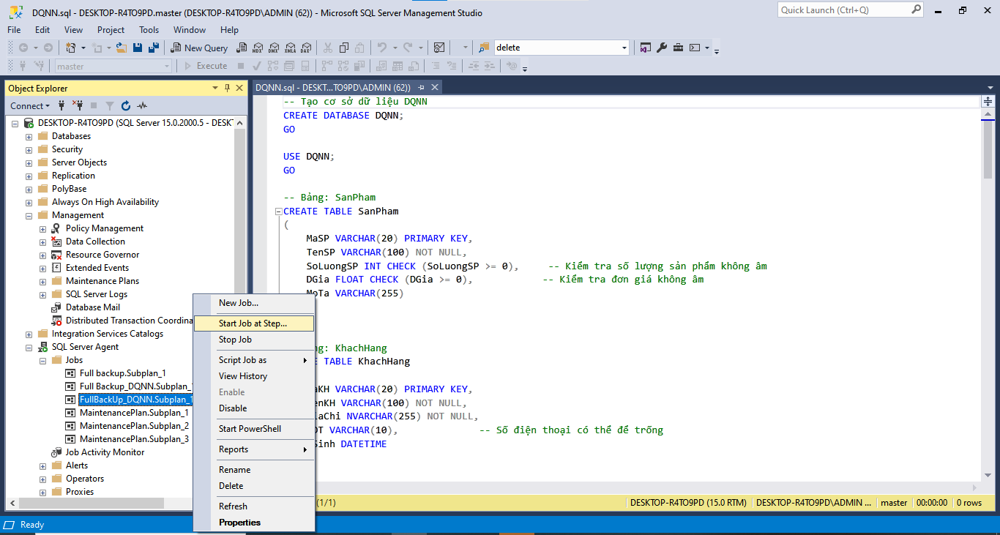 DQNN.sql - DESKTOP-R4TO9PD.master (DESKTOP-R4TO9PD\ADMIN (62)) - Microsoft SQL Server Management Studio
Quick Launch (Ctrl+Q)
File Edit View Project Tools Window Help
New Query MDX DMX XMLA DAX delete
master Execute
Object Explorer
Connect
DESKTOP-R4TO9PD (SQL Server 15.0.2000.5 - DESKT
Databases
Security
Server Objects
Replication
PolyBase
Always On High Availability
Management
Policy Management
Data Collection
Resource Governor
Extended Events
Maintenance Plans
SQL Server Logs
Database Mail
Distributed Transaction Coordina
Integration Services Catalogs
SQL Server Agent
Jobs
Full backup.Subplan_1
Full Backup_DQNN.Subplan_
FullBackUp_DQNN.Subplan_1
MaintenancePlan.Subplan_1
MaintenancePlan.Subplan_2
MaintenancePlan.Subplan_3
Job Activity Monitor
Alerts
Operators
Proxies
New Job...
Start Job at Step...
Stop Job
Script Job as
View History
Enable
Disable
Start PowerShell
Reports
Rename
Delete
Refresh
Properties
DQNN.sql - DESKT...TO9PD\ADMIN (62))
-- Tạo cơ sở dữ liệu DQNN
CREATE DATABASE DQNN;
GO
USE DQNN;
GO
-- Bảng: SanPham
CREATE TABLE SanPham
(
MaSP VARCHAR(20) PRIMARY KEY,
TenSP VARCHAR(100) NOT NULL,
SoLuongSP INT CHECK (SoLuongSP >= 0), -- Kiểm tra số lượng sản phẩm không âm
DGia FLOAT CHECK (DGia >= 0), -- Kiểm tra đơn giá không âm
MoTa VARCHAR(255)
ng: KhachHang
E TABLE KhachHang
aKH VARCHAR(20) PRIMARY KEY,
enKH VARCHAR(100) NOT NULL,
iaChi NVARCHAR(255) NOT NULL,
DT VARCHAR(10), -- Số điện thoại có thể để trống
Sinh DATETIME
(1/1) DESKTOP-R4TO9PD (15.0 RTM) DESKTOP-R4TO9PD\ADMIN ... master 00:00:00 0 rows
Ready